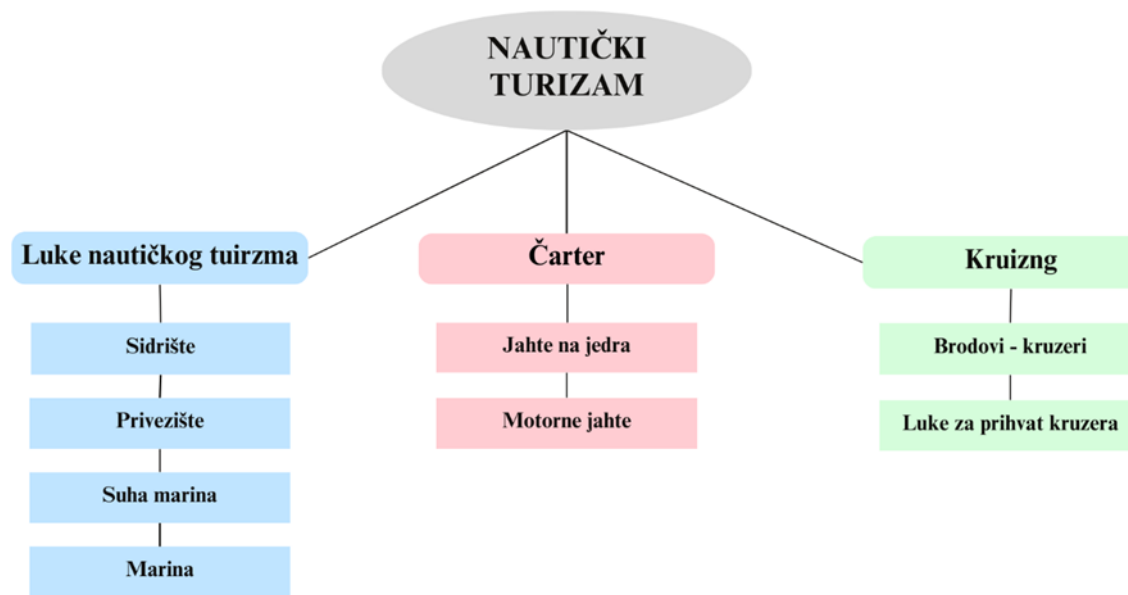 NAUTIČKI
TURIZAM
Luke nautičkog tuirzma
Sidrište
Privezište
Suha marina
Marina
Čarter
Jahte na jedra
Motorne jahte
Kruizng
Brodovi - kruzeri
Luke za prihvat kruzera